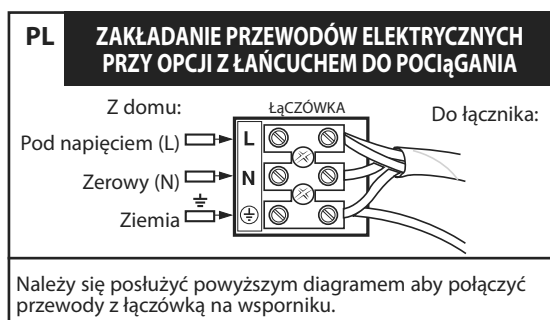 PL
ZAKŁADANIE PRZEWODÓW ELEKTRYCZNYCH
PRZY OPCJI Z ŁAŃCUCHEM DO POCIąGANIA
Z domu:
ŁąCZÓWKA
Do łącznika:
Pod napięciem (L)
L
Zerowy (N)
N
Ziemia
Należy się posłużyć powyższym diagramem aby połączyć
przewody z łączówką na wsporniku.